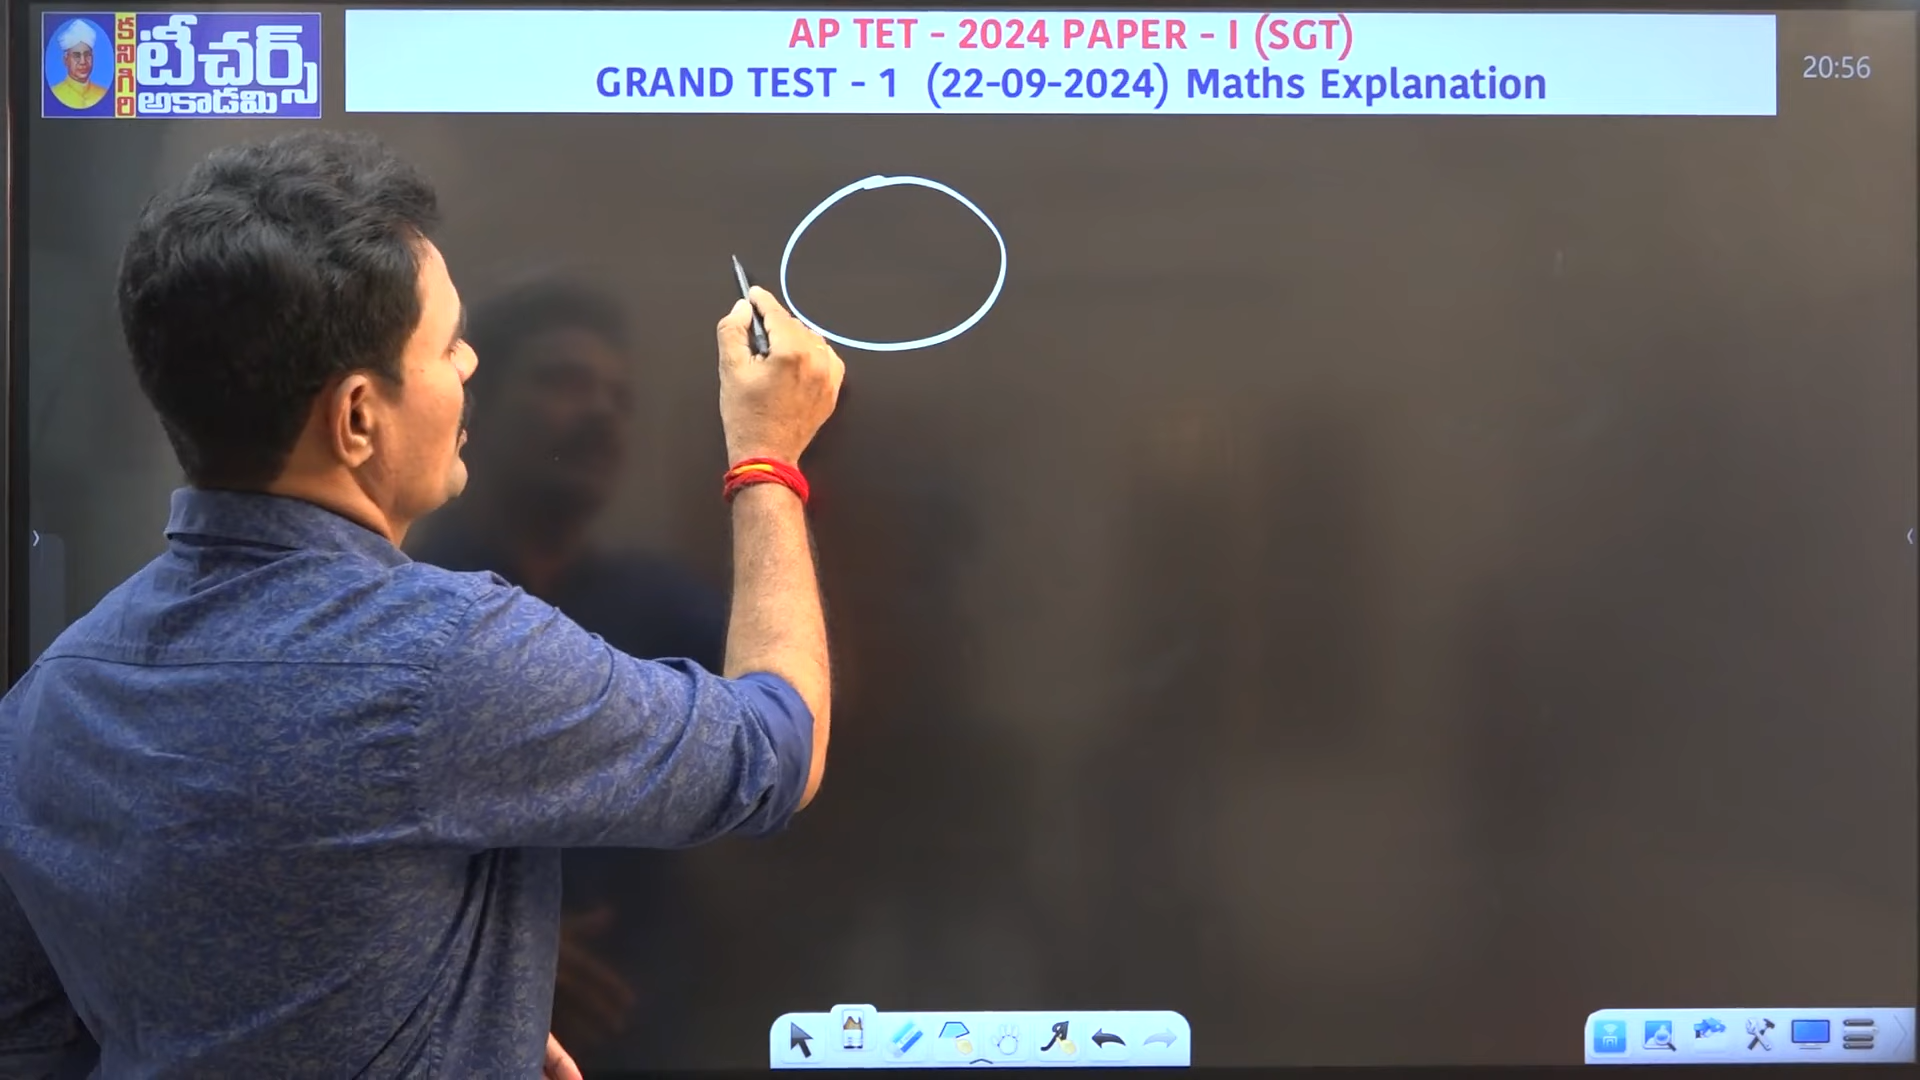 కనిగిరి
టీచర్స్
అకాడమి
AP TET - 2024 PAPER - I (SGT)
GRAND TEST - 1 (22-09-2024) Maths Explanation
20:56